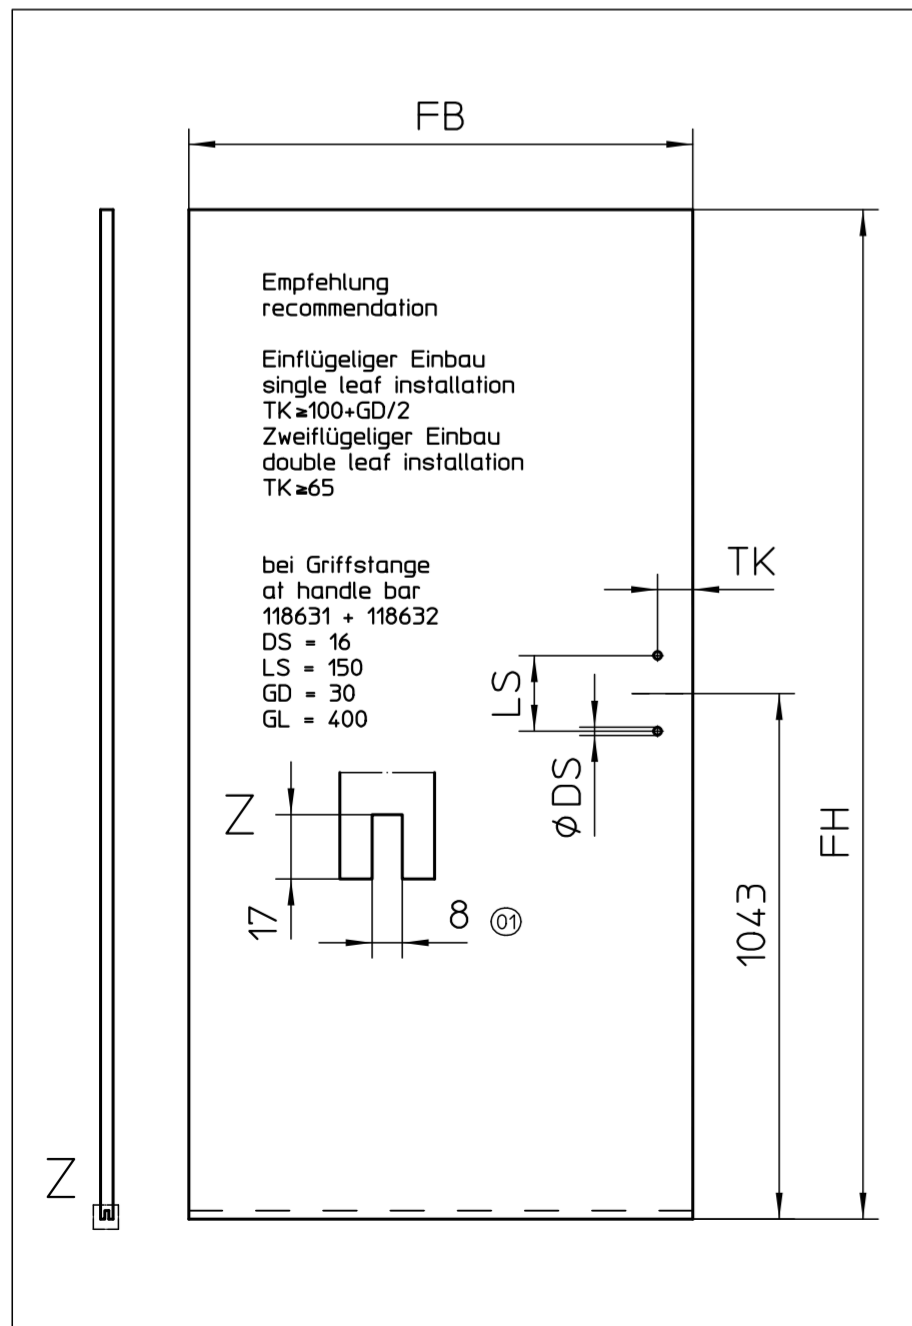 FB
Empfehlung
recommendation
Einflügeliger Einbau
single leaf installation
TK≥100+GD/2
Zweiflügeliger Einbau
double leaf installation
TK≥65
bei Griffstange
at handle bar
118631 + 118632
DS = 16
LS = 150
GD = 30
GL = 400
TK
LS
ϕDS
FH
1043
Z
17
8 01
Z